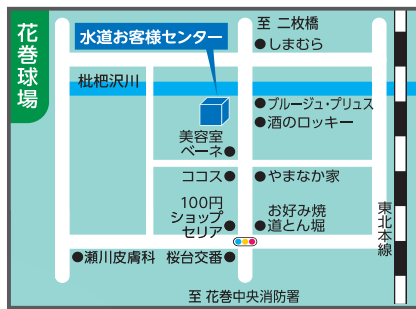 花巻球場
水道お客様センター
至 二枚橋
しまむら
枇杷沢川
ブルージュ・プリュス
酒のロッキー
美容室
ベーネ
ココス
やまなか家
100円
ショップ
セリア
お好み焼
道とん堀
東北本線
瀬川皮膚科
桜台交番
至 花巻中央消防署